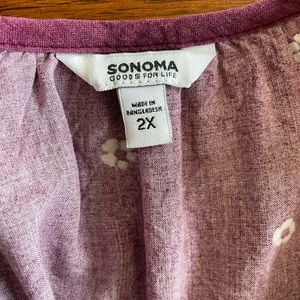 SONOMA
GOODS FOR LIFE
MADE IN
BANGLADESH
2X